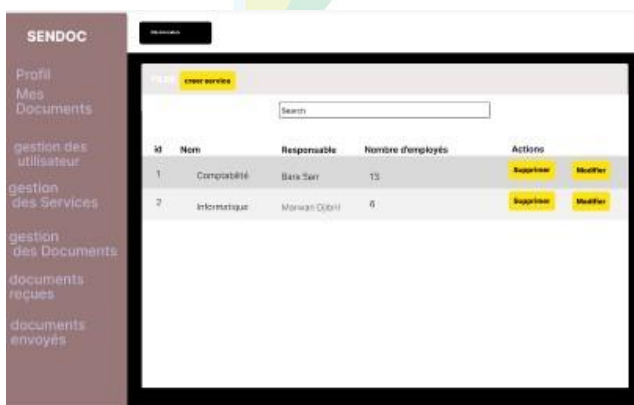 SENDOC
Profil
Mes
Documents
gestion des
utilisateur
gestion
des Services
gestion
des Documents
documents
reçues
documents
envoyés
creer service
Search
id Nom Responsable Nombre d'employés Actions
1 Comptabilité Bara Sarr 13 Supprimer Modifier
2 Informatique Marwan Djibril 6 Supprimer Modifier